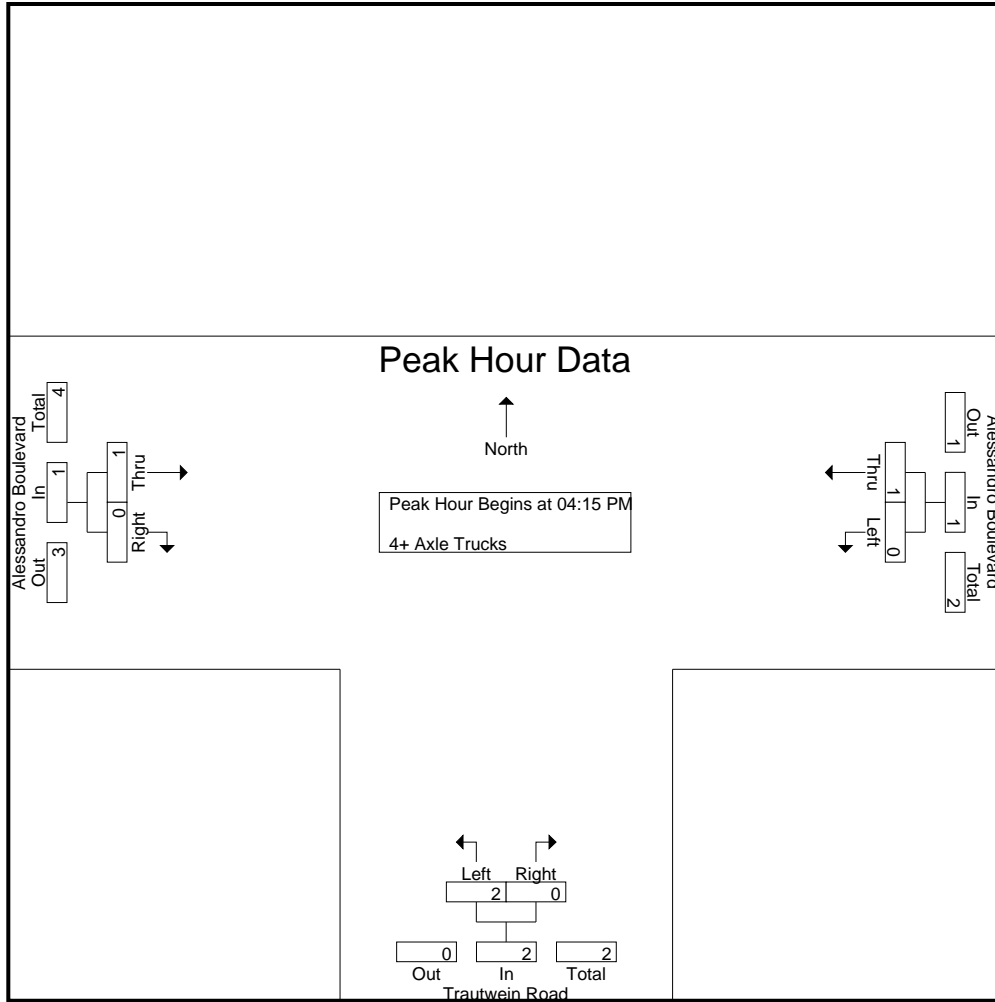 Peak Hour Data
North
Peak Hour Begins at 04:15 PM
4+ Axle Trucks
Alessandro Boulevard
Total
4
In
1
Out
3
Thru
1
Right
0
Alessandro Boulevard
Out
1
In
1
Total
2
Thru
1
Left
0
Left Right
2 0
0 2 2
Out In Total
Trautwein Road